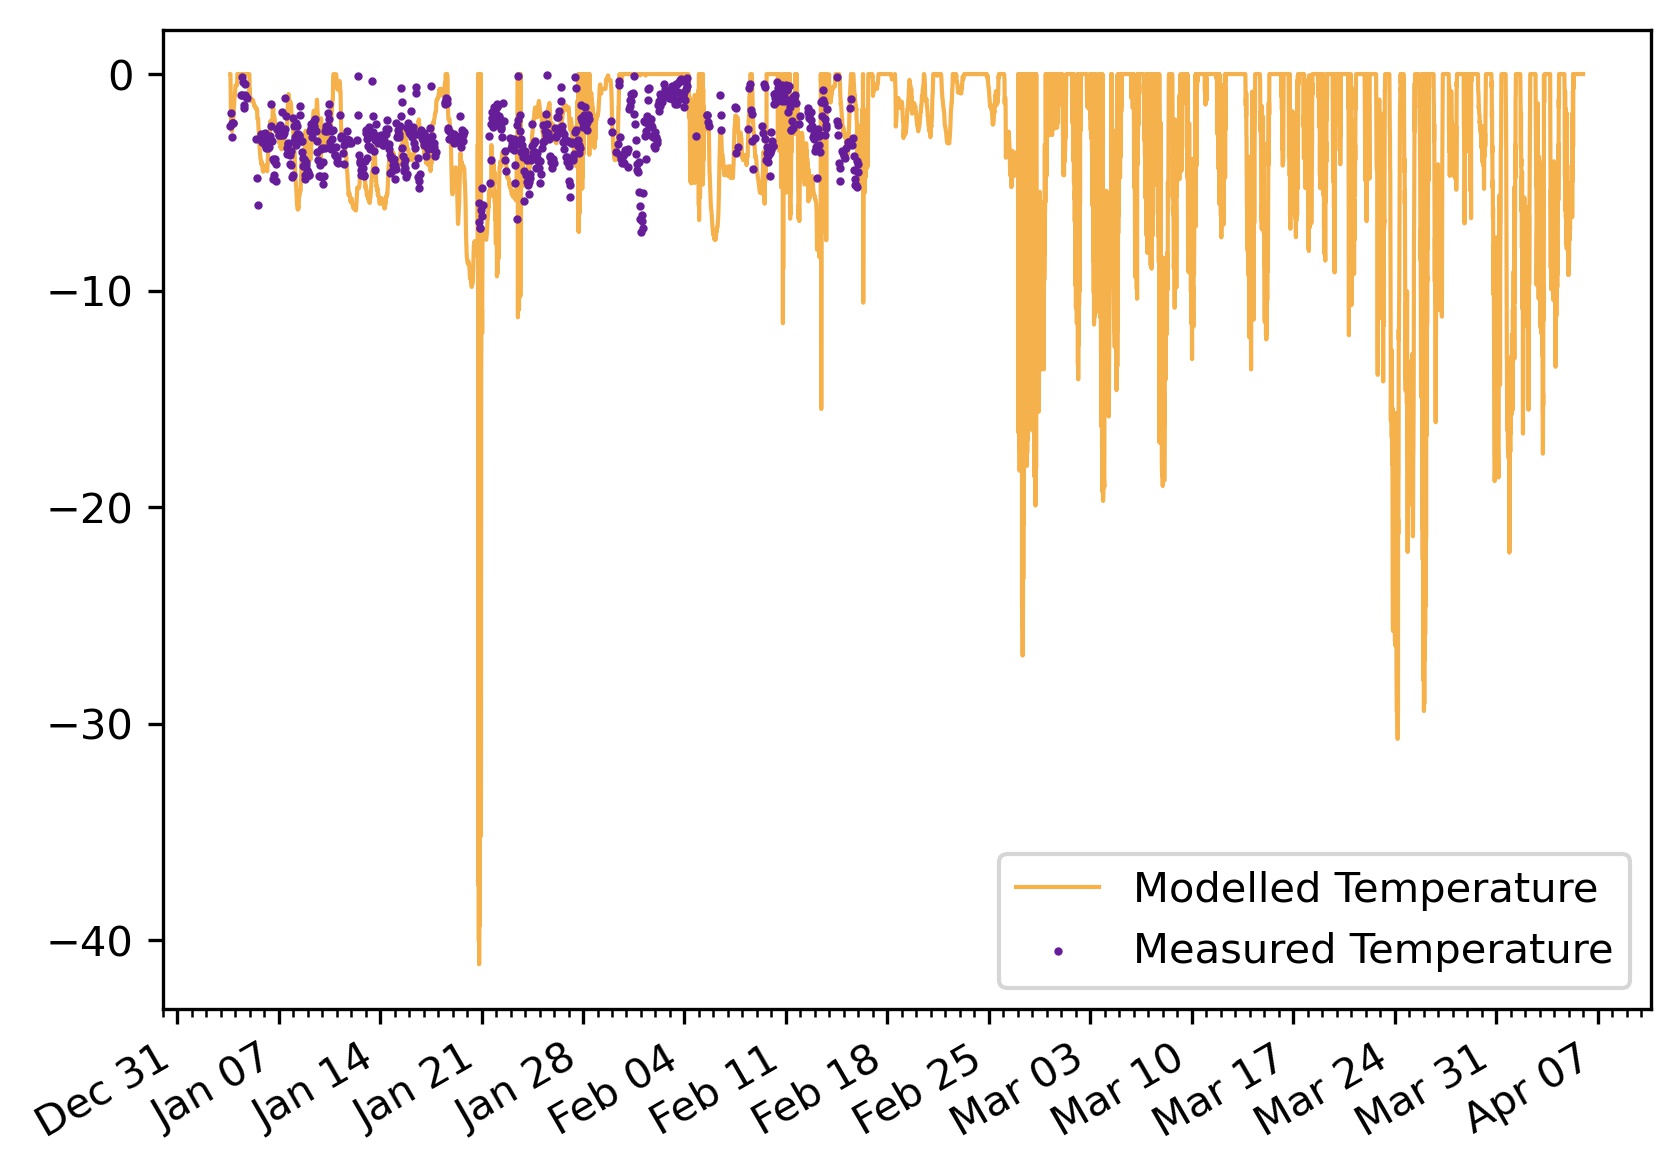 0
−10
−20
−30
−40
Modelled Temperature
Measured Temperature
Dec 31
Jan 07
Jan 14
Jan 21
Jan 28
Feb 04
Feb 11
Feb 18
Feb 25
Mar 03
Mar 10
Mar 17
Mar 24
Mar 31
Apr 07